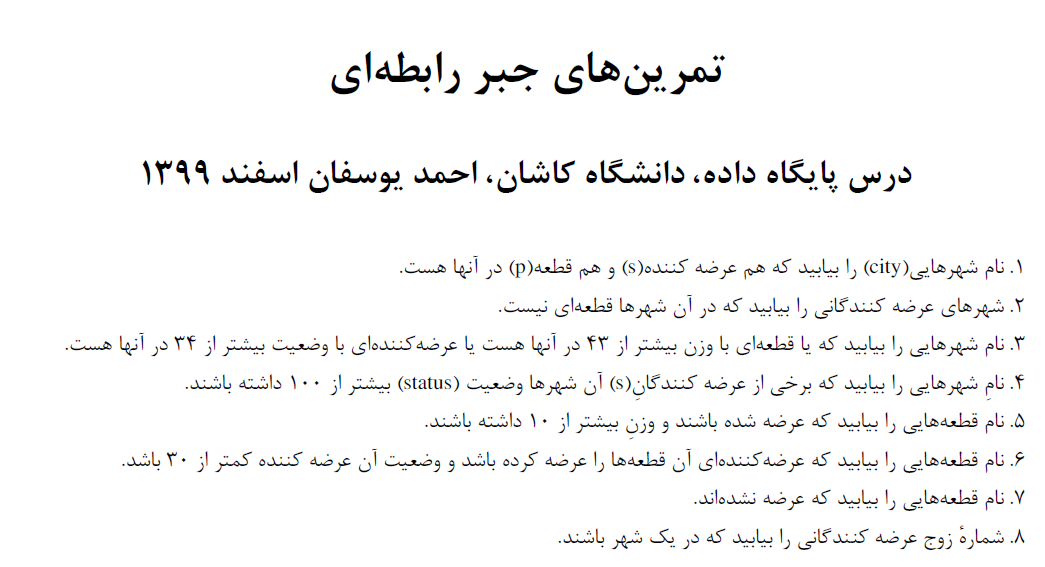 تمرین‌های جبر رابطه‌ای
درس پایگاه داده، دانشگاه کاشان، احمد یوسفان اسفند ۱۳۹۹
۱. نام شهرهایی(city) را بیابید که هم عرضه کننده(s) و هم قطعه(p) در آنها هست.
۲. شهرهای عرضه کنندگانی را بیابید که در آن شهرها قطعه‌ای نیست.
۳. نام شهرهایی را بیابید که یا قطعه‌ای با وزن بیشتر از ۴۳ در آنها هست یا عرضه‌کننده‌ای با وضعیت بیشتر از ۳۴ در آنها هست.
۴. نامِ شهرهایی را بیابید که برخی از عرضه کنندگانِ(s) آن شهرها وضعیت (status) بیشتر از ۱۰۰ داشته باشند.
۵. نام قطعه‌هایی را بیابید که عرضه شده باشند و وزنِ بیشتر از ۱۰ داشته باشند.
۶. نام قطعه‌هایی را بیابید که عرضه‌کننده‌ای آن قطعه‌ها را عرضه کرده باشد و وضعیت آن عرضه کننده کمتر از ۳۰ باشد.
۷. نام قطعه‌هایی را بیابید که عرضه نشده‌اند.
۸. شمارهٔ زوج عرضه کنندگانی را بیابید که در یک شهر باشند.